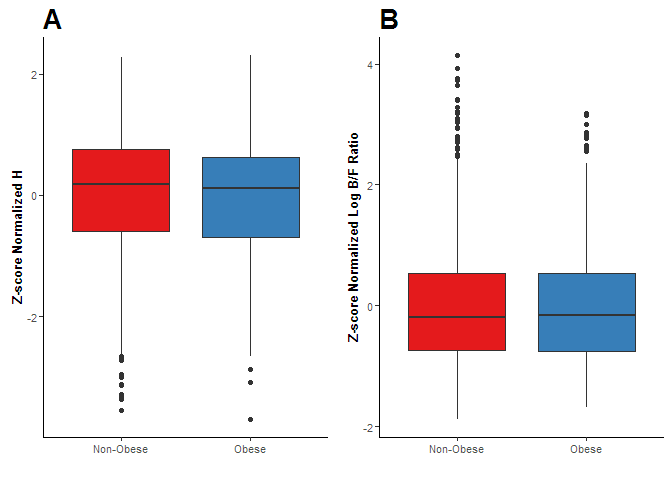 A
Z-score Normalized H
2
0
-2
Non-Obese
Obese
B
Z-score Normalized Log B/F Ratio
4
2
0
-2
Non-Obese
Obese